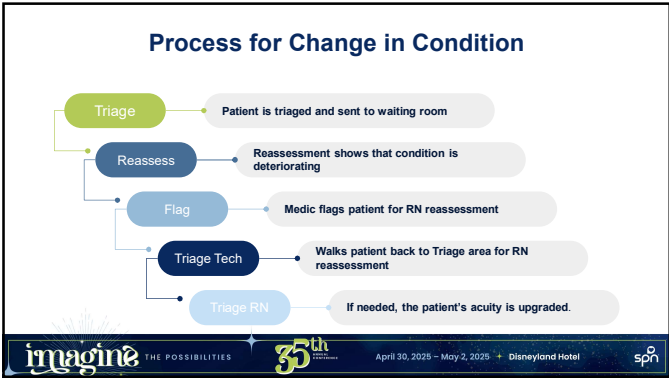 Process for Change in Condition
Triage
Patient is triaged and sent to waiting room
Reassess
Reassessment shows that condition is
deteriorating
Flag
Medic flags patient for RN reassessment
Triage Tech
Walks patient back to Triage area for RN
reassessment
Triage RN
If needed, the patient's acuity is upgraded.
imagine THE POSSIBILITIES
35th
ANNUAL
CONFERENCE
April 30, 2025 – May 2, 2025 + Disneyland Hotel
spn